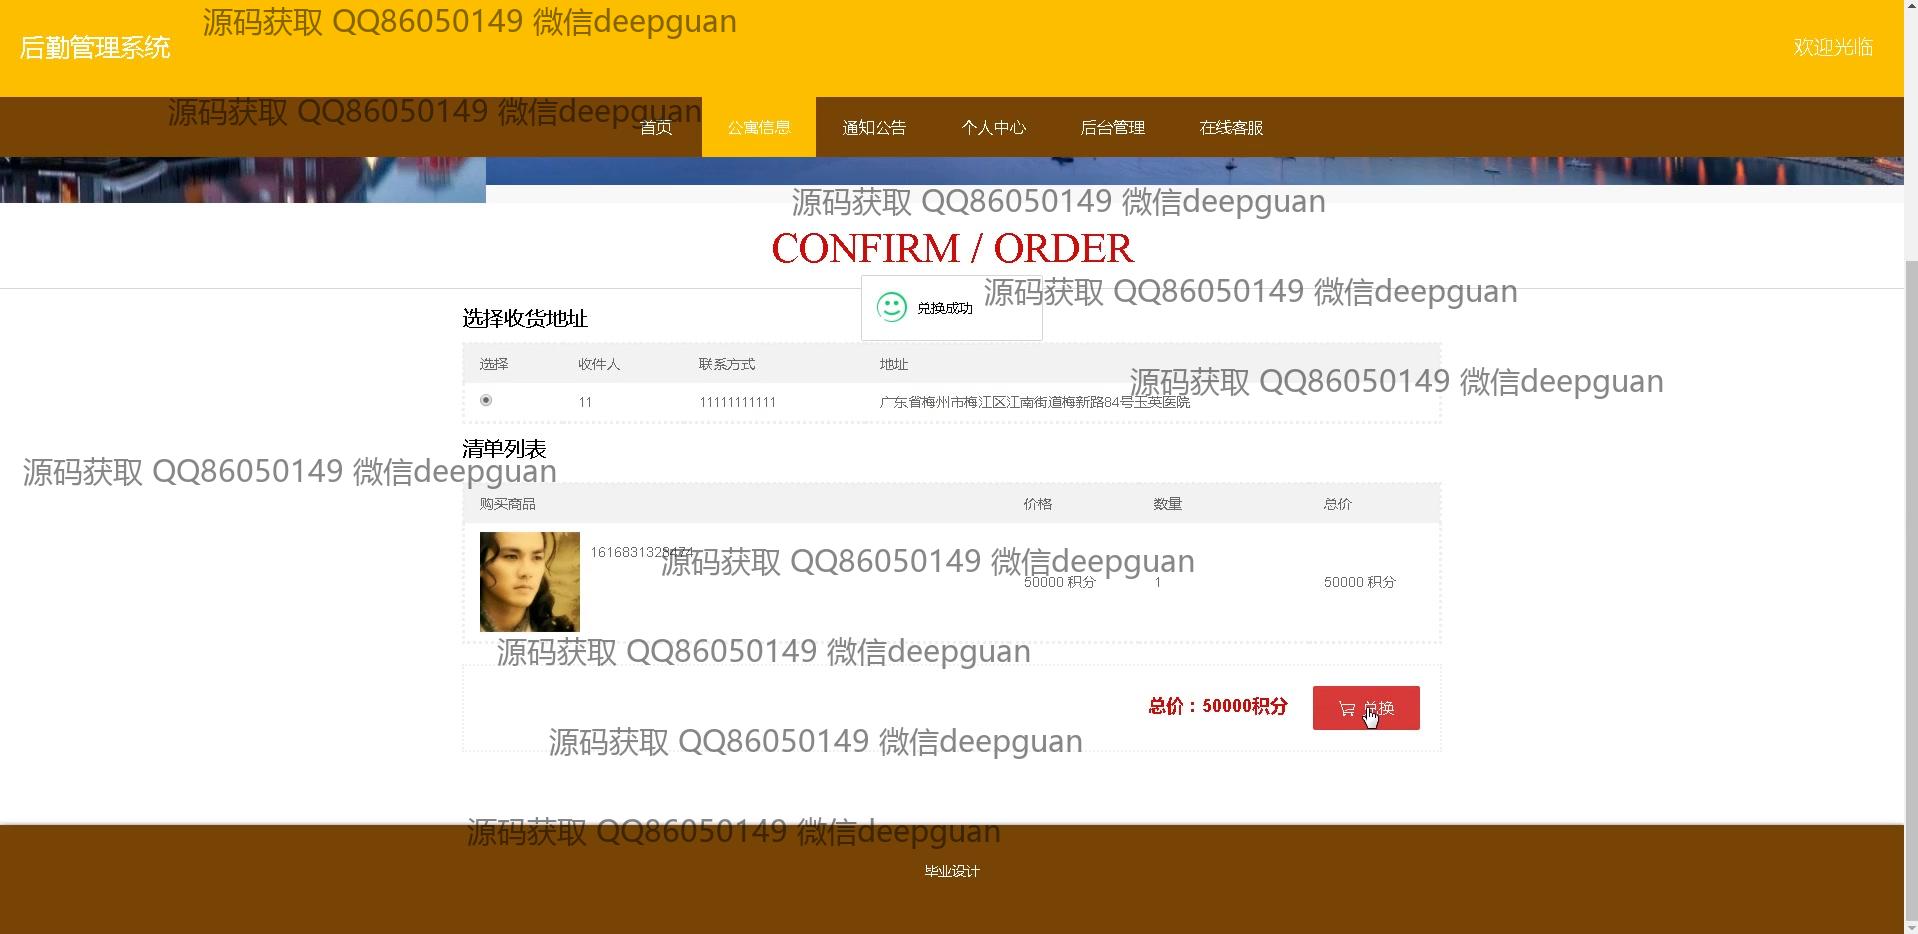 源码获取 QQ86050149 微信deepguan
后勤管理系统
欢迎光临
源码获取 QQ86050149 微信deepguan
首页 公寓信息 通知公告 个人中心 后台管理 在线客服
源码获取 QQ86050149 微信deepguan
CONFIRM / ORDER
源码获取 QQ86050149 微信deepguan
兑换成功
选择收货地址
选择 收件人 联系方式 地址
源码获取 QQ86050149 微信deepguan
11 11111111111 广东省梅州市梅江区江南街道梅新路84号玉英医院
清单列表
源码获取 QQ86050149 微信deepguan
购买商品 价格 数量 总价
1616831328474
源码获取 QQ86050149 微信deepguan
50000 积分 1 50000 积分
源码获取 QQ86050149 微信deepguan
总价：50000积分 兑换
源码获取 QQ86050149 微信deepguan
源码获取 QQ86050149 微信deepguan
毕业设计